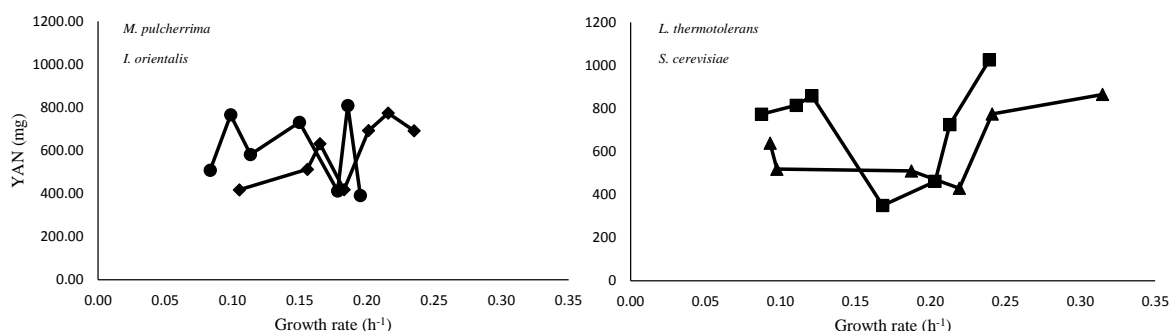 M. pulcherrima
I. orientalis
YAN (mg)
1200.00
1000.00
800.00
600.00
400.00
200.00
0.00
0.00 0.05 0.10 0.15 0.20 0.25 0.30 0.35
Growth rate (h-1)
L. thermotolerans
S. cerevisiae
1200
1000
800
600
400
200
0
0.00 0.05 0.10 0.15 0.20 0.25 0.30 0.35
Growth rate (h-1)